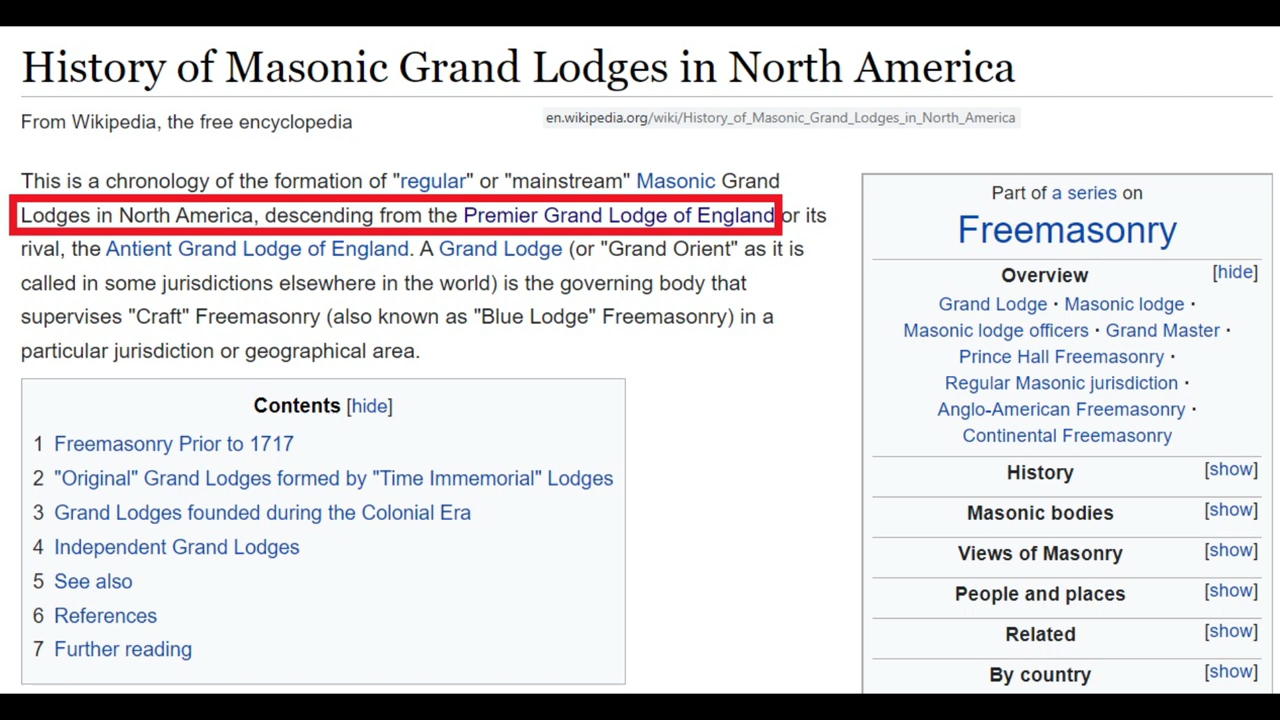 History of Masonic Grand Lodges in North America
From Wikipedia, the free encyclopedia
en.wikipedia.org/wiki/History_of_Masonic_Grand_Lodges_in_North_America
This is a chronology of the formation of "regular" or "mainstream" Masonic Grand
Lodges in North America, descending from the Premier Grand Lodge of England or its
rival, the Antient Grand Lodge of England. A Grand Lodge (or "Grand Orient" as it is
called in some jurisdictions elsewhere in the world) is the governing body that
supervises "Craft" Freemasonry (also known as "Blue Lodge" Freemasonry) in a
particular jurisdiction or geographical area.
Contents [hide]
1 Freemasonry Prior to 1717
2 "Original" Grand Lodges formed by "Time Immemorial" Lodges
3 Grand Lodges founded during the Colonial Era
4 Independent Grand Lodges
5 See also
6 References
7 Further reading
Part of a series on
Freemasonry
Overview [hide]
Grand Lodge · Masonic lodge ·
Masonic lodge officers · Grand Master ·
Prince Hall Freemasonry ·
Regular Masonic jurisdiction ·
Anglo-American Freemasonry ·
Continental Freemasonry
History [show]
Masonic bodies [show]
Views of Masonry [show]
People and places [show]
Related [show]
By country [show]